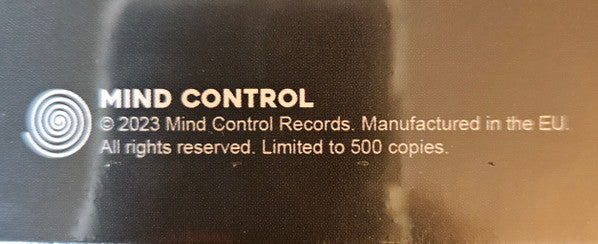 MIND CONTROL
© 2023 Mind Control Records. Manufactured in the EU.
All rights reserved. Limited to 500 copies.